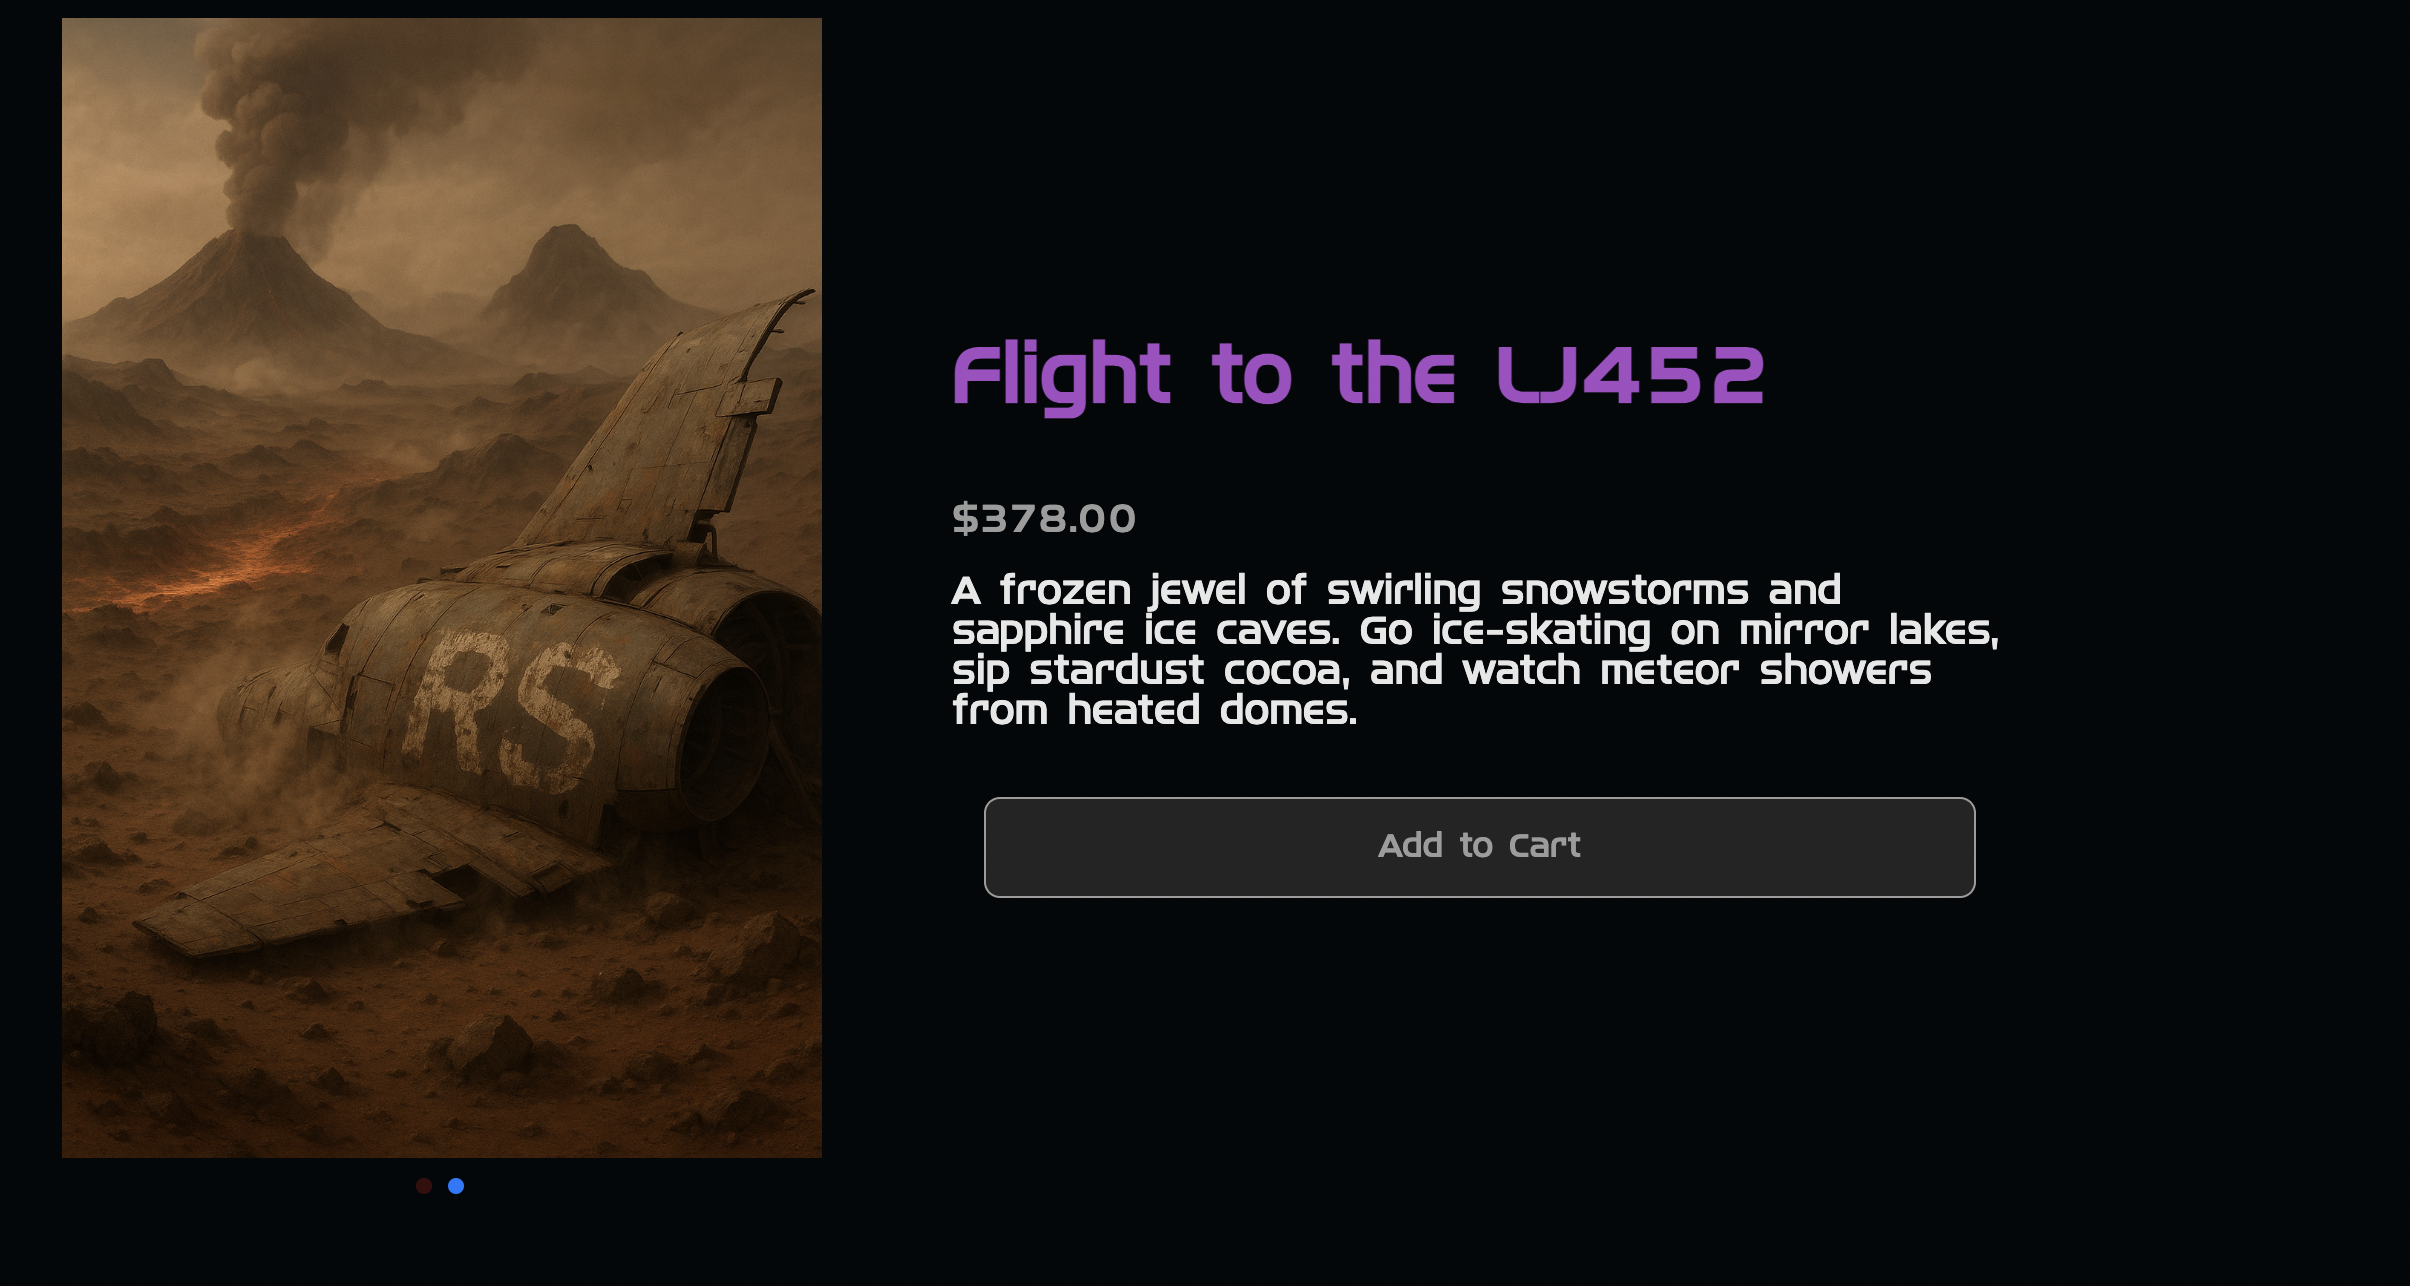 RS
Flight to the U452
$378.00
A frozen jewel of swirling snowstorms and
sapphire ice caves. Go ice-skating on mirror lakes,
sip stardust cocoa, and watch meteor showers
from heated domes.
Add to Cart